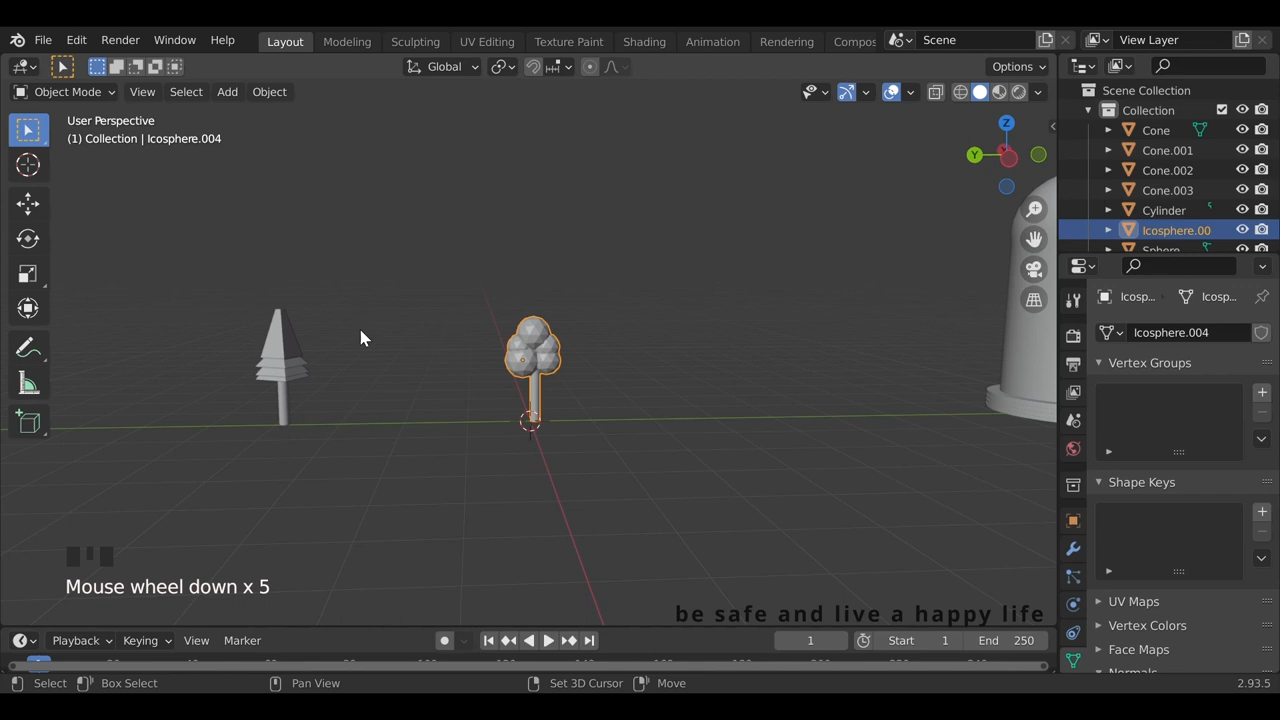 File Edit Render Window Help Layout Modeling Sculpting UV Editing Texture Paint Shading Animation Rendering Compos Scene View Layer
Global Options
Object Mode View Select Add Object
User Perspective
(1) Collection | Icosphere.004
Z
Y
Scene Collection
Collection
Cone
Cone.001
Cone.002
Cone.003
Cylinder
Icosphere.00
Sphere
Icosp... Icosp...
Icosphere.004
Vertex Groups
Shape Keys
UV Maps
Vertex Colors
Face Maps
Normals
Mouse wheel down x 5
be safe and live a happy life
Playback Keying View Marker 1 Start 1 End 250
Select Box Select Pan View Set 3D Cursor Move 2.93.5